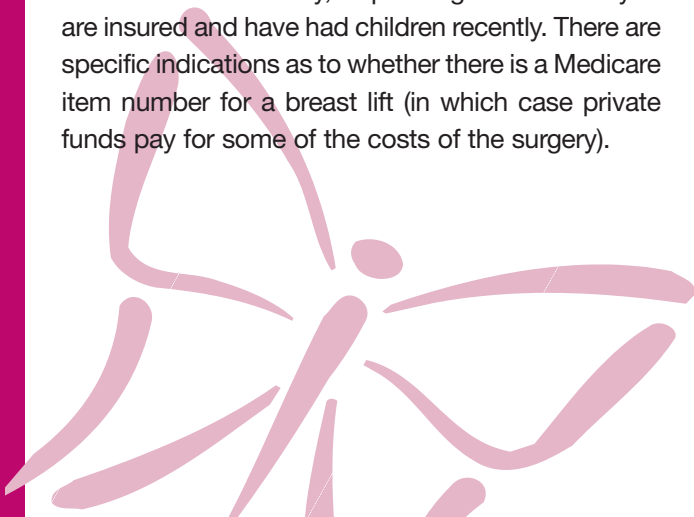 are insured and have had children recently. There are
specific indications as to whether there is a Medicare
item number for a breast lift (in which case private
funds pay for some of the costs of the surgery).